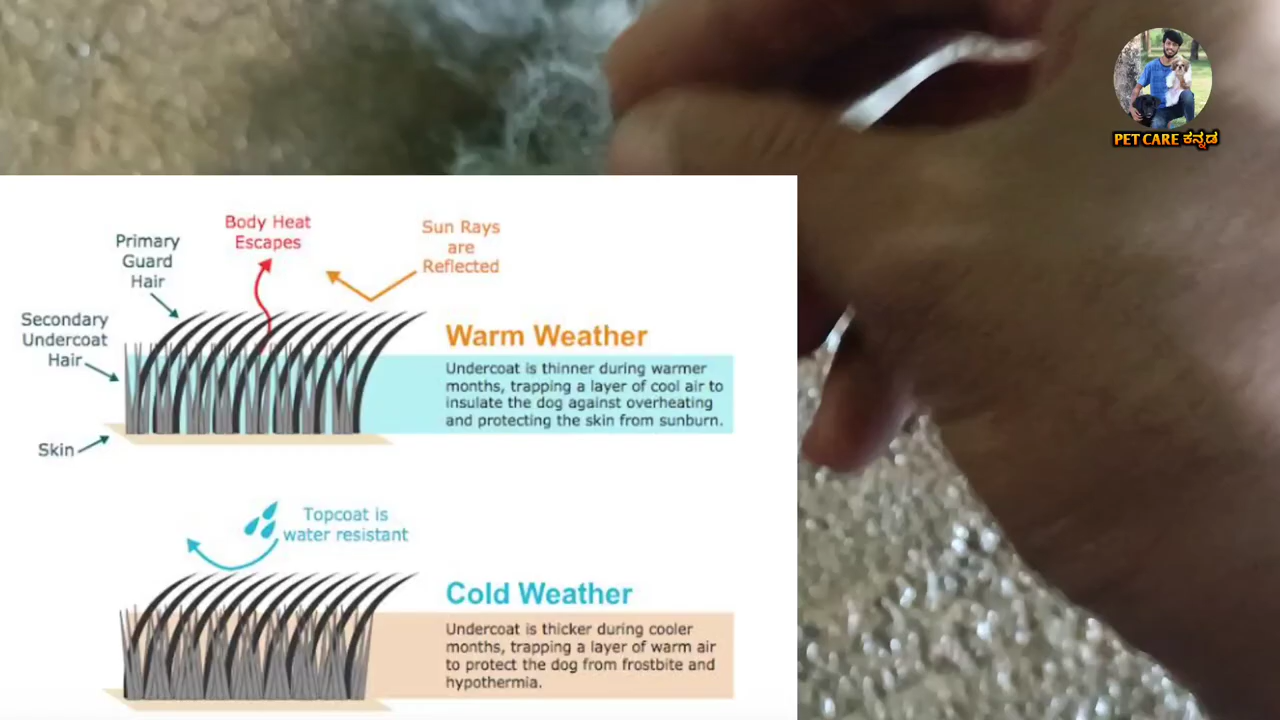 PET CARE ಕನ್ನಡ
Body Heat
Escapes
Sun Rays
are
Reflected
Primary
Guard
Hair
Secondary
Undercoat
Hair
Skin
Warm Weather
Undercoat is thinner during warmer
months, trapping a layer of cool air to
insulate the dog against overheating
and protecting the skin from sunburn.
Topcoat is
water resistant
Cold Weather
Undercoat is thicker during cooler
months, trapping a layer of warm air
to protect the dog from frostbite and
hypothermia.